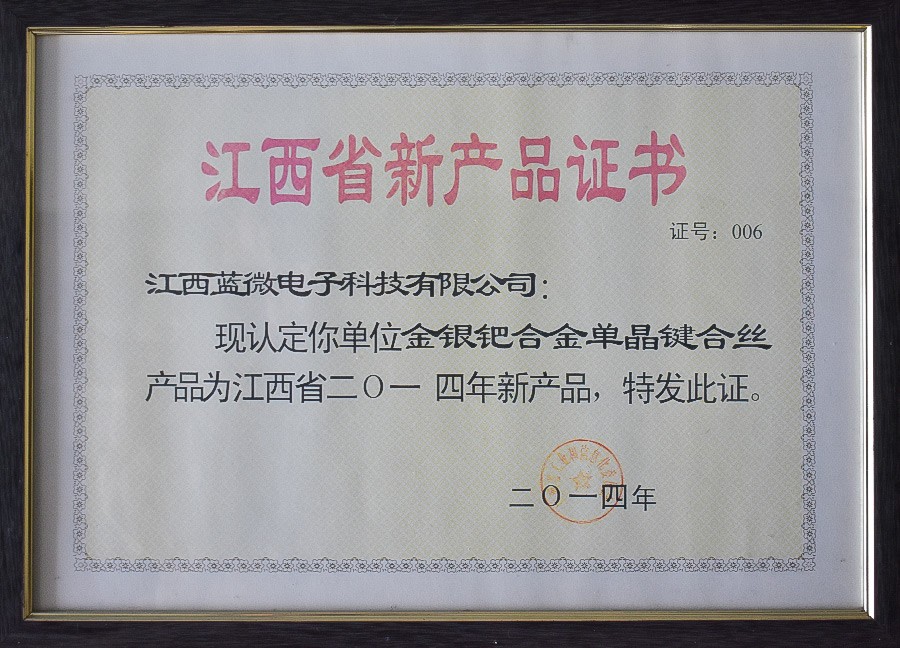 江西省新产品证书
证号：006
江西蓝微电子科技有限公司：
现认定你单位金银钯合金单晶键合丝
产品为江西省二〇一 四年新产品，特发此证。
二〇一四年